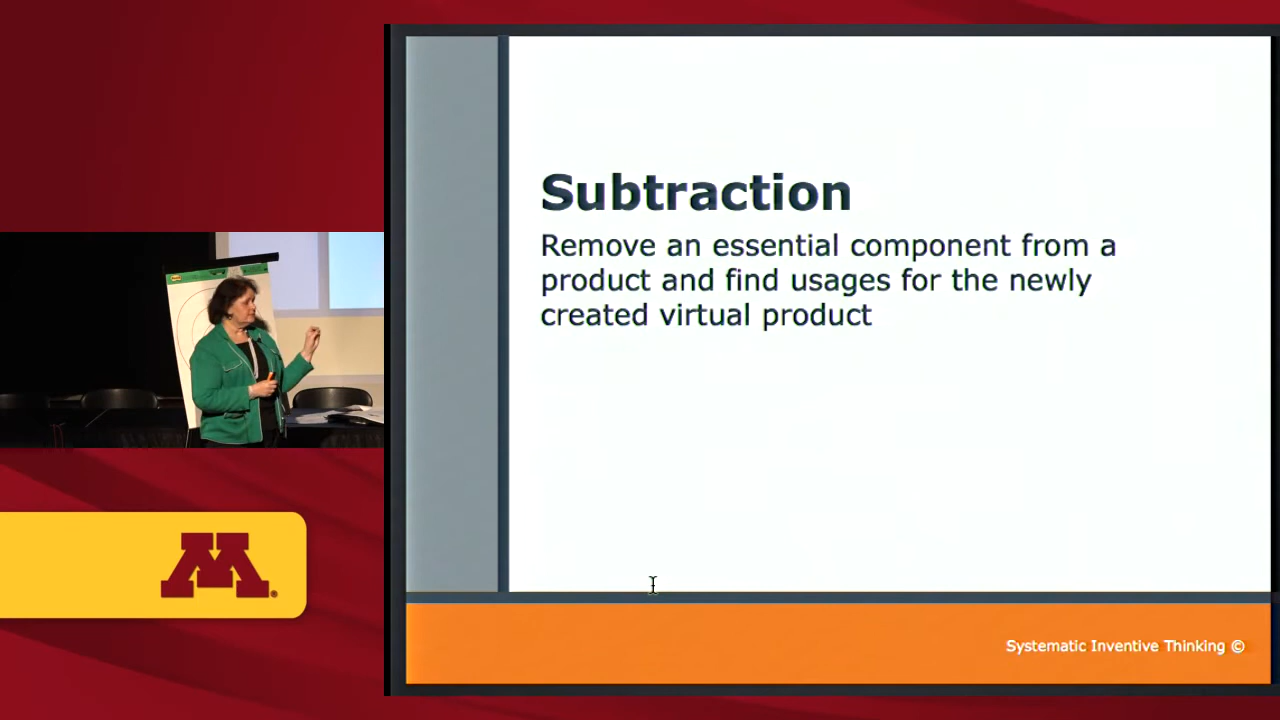 Subtraction
Remove an essential component from a
product and find usages for the newly
created virtual product
M
Systematic Inventive Thinking ©